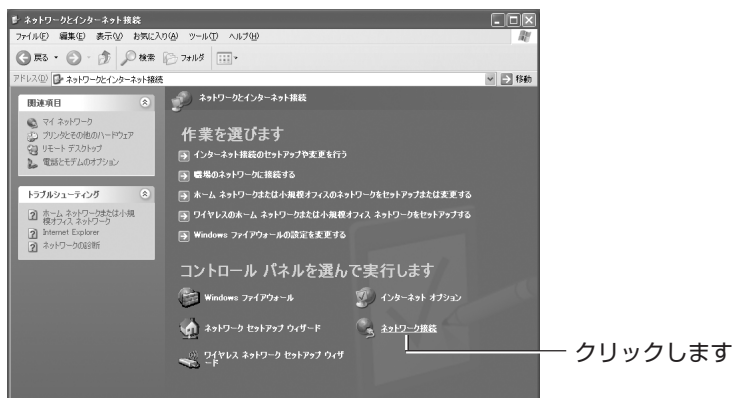 ネットワークとインターネット接続
ファイル(F) 編集(E) 表示(V) お気に入り(A) ツール(T) ヘルプ(H)
戻る 検索 フォルダ
アドレス(D) ネットワークとインターネット接続 移動
関連項目
マイ ネットワーク
プリンタとその他のハードウェア
リモート デスクトップ
電話とモデムのオプション
トラブルシューティング
ホーム ネットワークまたは小規
模オフィス ネットワーク
Internet Explorer
ネットワークの診断
ネットワークとインターネット接続
作業を選びます
インターネット接続のセットアップや変更を行う
職場のネットワークに接続する
ホーム ネットワークまたは小規模オフィスのネットワークをセットアップまたは変更する
ワイヤレスのホーム ネットワークまたは小規模オフィス ネットワークをセットアップする
Windows ファイアウォールの設定を変更する
コントロール パネルを選んで実行します
Windows ファイアウォール インターネット オプション
ネットワーク セットアップ ウィザード ネットワーク接続
ワイヤレス ネットワーク セットアップ ウィザ
ード
クリックします